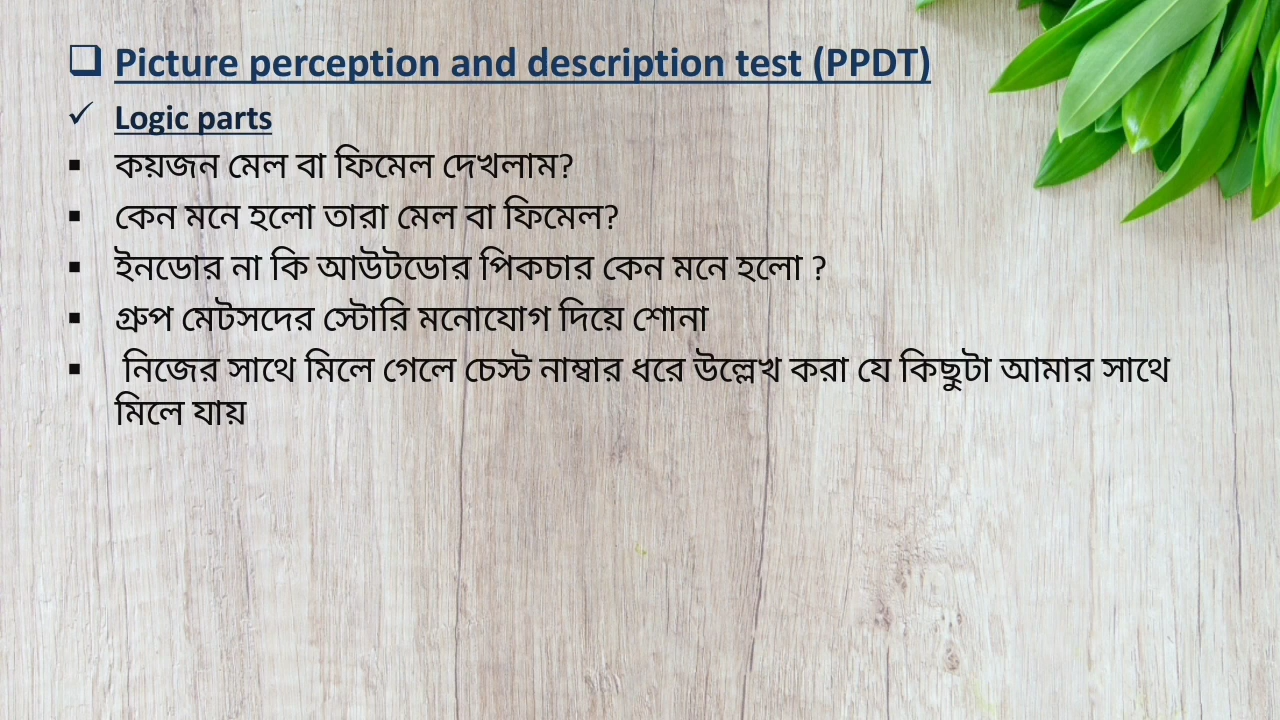 Picture perception and description test (PPDT)
Logic parts
কয়জন মেল বা ফিমেল দেখলাম?
কেন মনে হলো তারা মেল বা ফিমেল?
ইনডোর না কি আউটডোর পিকচার কেন মনে হলো ?
গ্রুপ মেটসদের স্টোরি মনোযোগ দিয়ে শোনা
নিজের সাথে মিলে গেলে চেস্ট নাম্বার ধরে উল্লেখ করা যে কিছুটা আমার সাথে
মিলে যায়